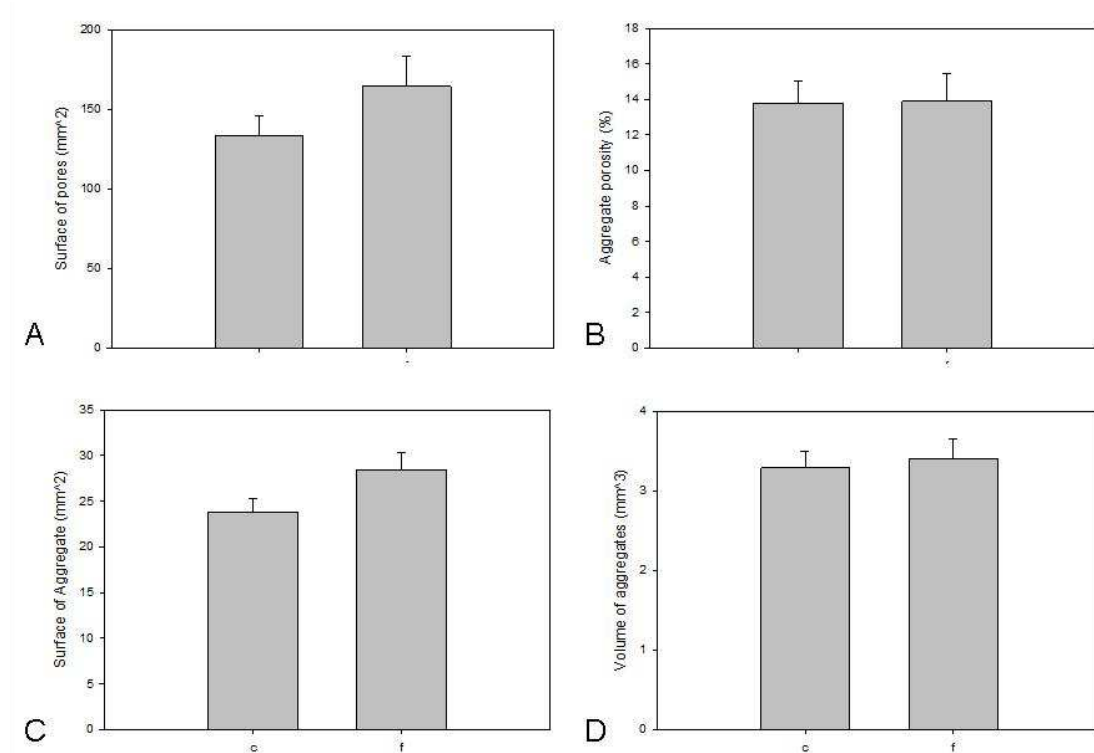 200
150
100
50
0
Surface of pores (mm^2)
A
18
16
14
12
10
8
6
4
2
0
Aggregate porosity (%)
B
35
30
25
20
15
10
5
0
Surface of Aggregate (mm^2)
c f
C
4
3
2
1
0
Volume of aggregates (mm^3)
c f
D